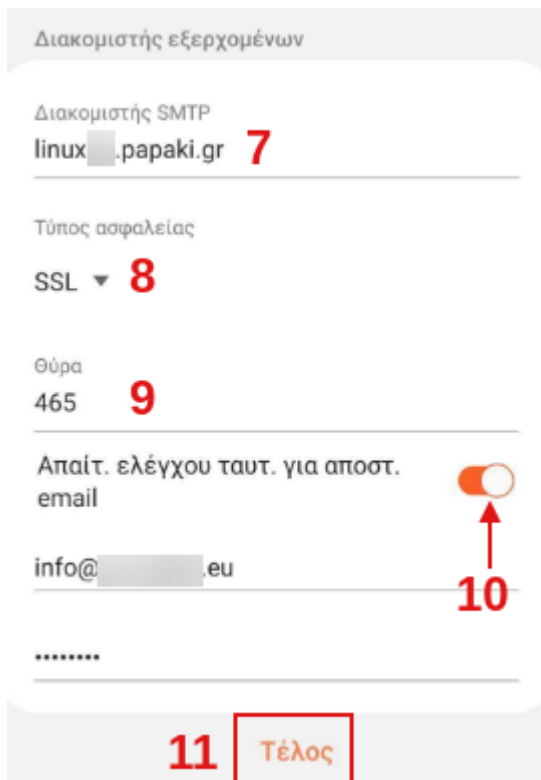 Διακομιστής εξερχομένων
Διακομιστής SMTP
linux .papaki.gr 7
Τύπος ασφαλείας
SSL 8
Θύρα
465 9
Απαίτ. ελέγχου ταυτ. για αποστ.
email
info@ .eu
10
........
11 Τέλος